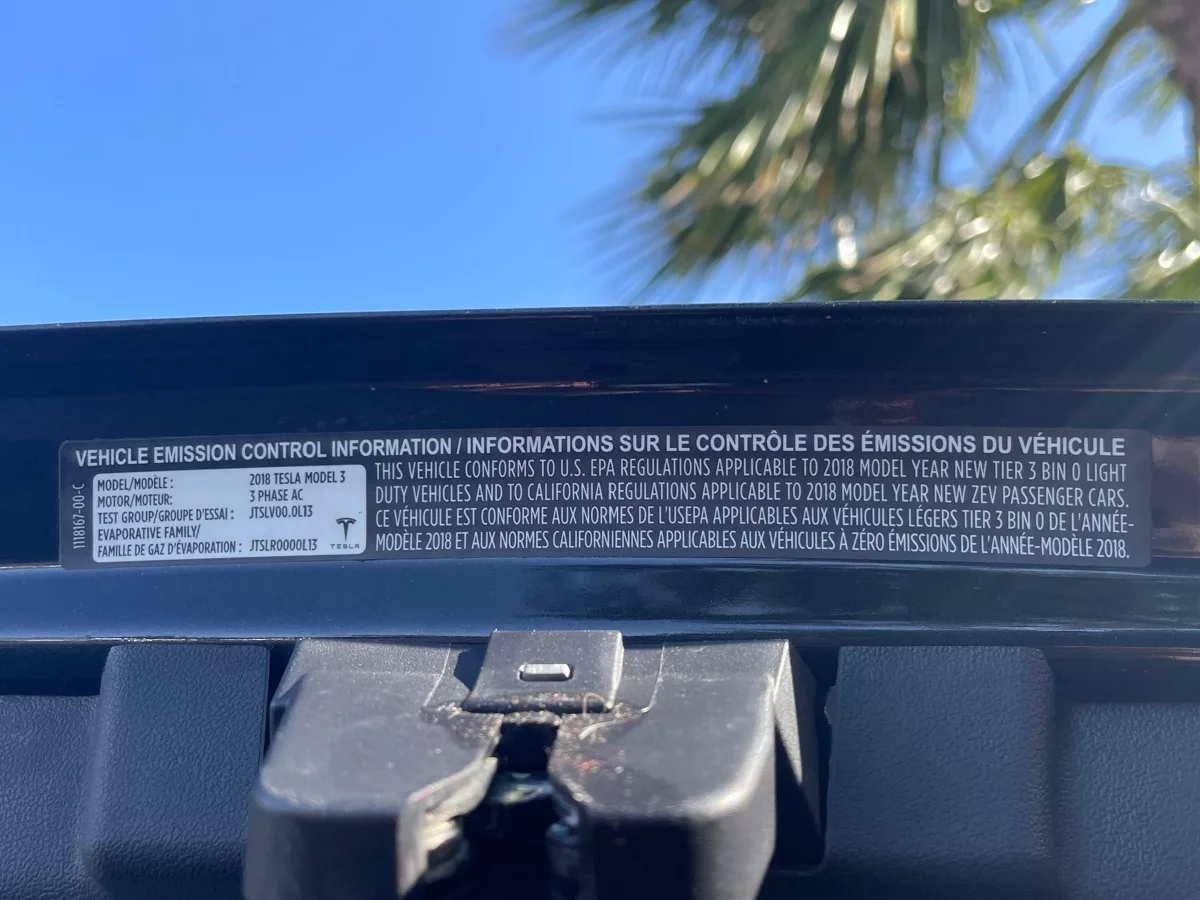 VEHICLE EMISSION CONTROL INFORMATION / INFORMATIONS SUR LE CONTRÔLE DES ÉMISSIONS DU VÉHICULE
1118167-00-C
MODEL/MODÈLE : 2018 TESLA MODEL 3
MOTOR/MOTEUR: 3 PHASE AC
TEST GROUP/GROUPE D'ESSAI : JTSLV00.0L13
EVAPORATIVE FAMILY/
FAMILLE DE GAZ D'ÉVAPORATION : JTSLR0000L13
TESLA
THIS VEHICLE CONFORMS TO U.S. EPA REGULATIONS APPLICABLE TO 2018 MODEL YEAR NEW TIER 3 BIN 0 LIGHT
DUTY VEHICLES AND TO CALIFORNIA REGULATIONS APPLICABLE TO 2018 MODEL YEAR NEW ZEV PASSENGER CARS.
CE VÉHICULE EST CONFORME AUX NORMES DE L'USEPA APPLICABLES AUX VÉHICULES LÉGERS TIER 3 BIN 0 DE L'ANNÉE-
MODÈLE 2018 ET AUX NORMES CALIFORNIENNES APPLICABLES AUX VÉHICULES À ZÉRO ÉMISSIONS DE L'ANNÉE-MODÈLE 2018.